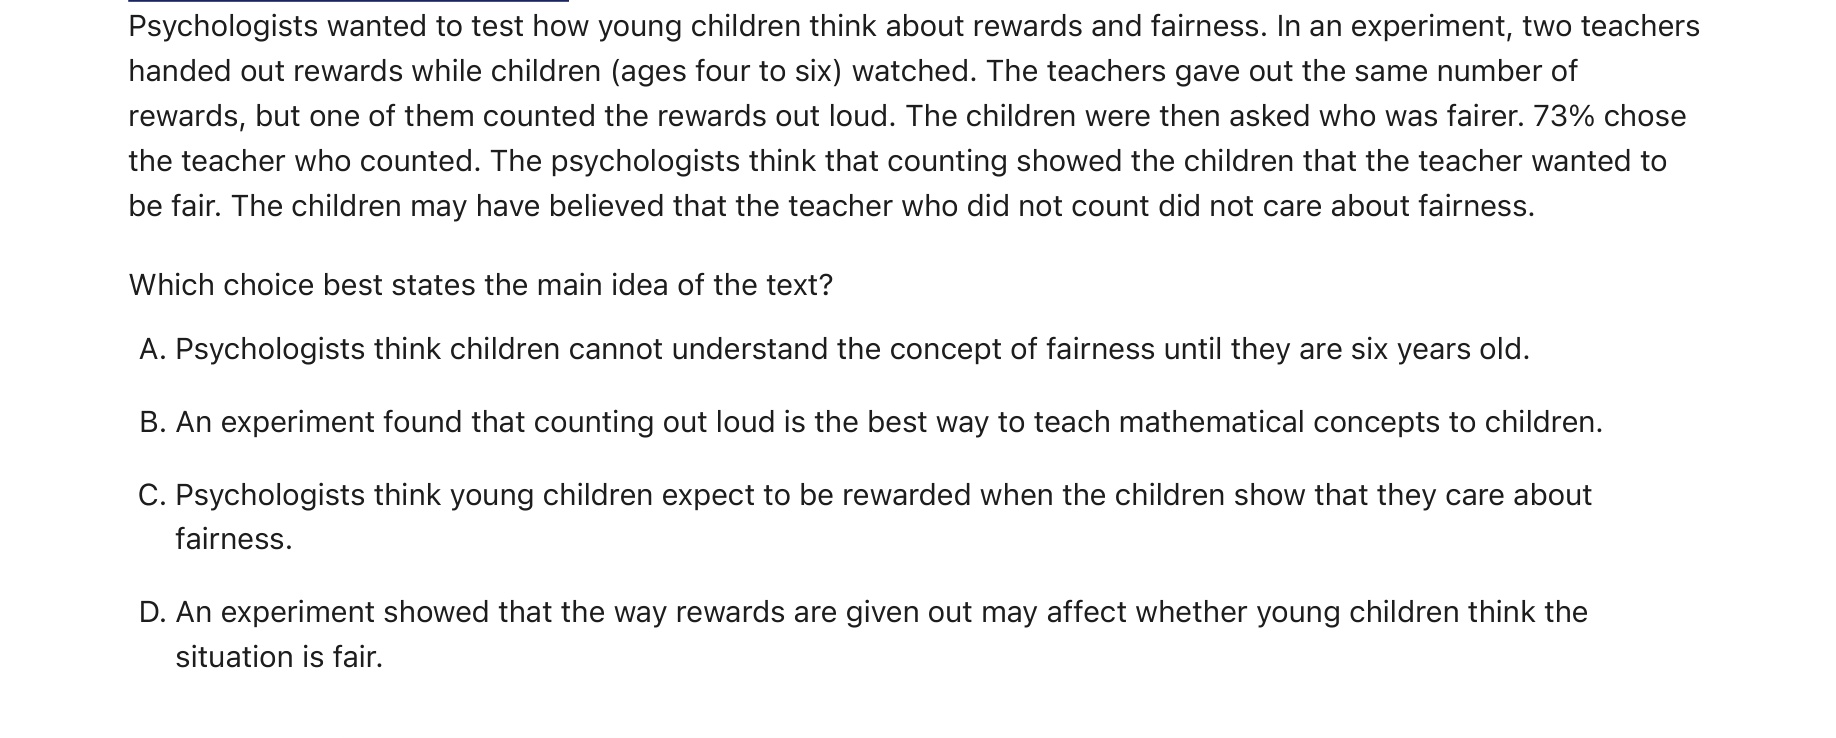 Psychologists wanted to test how young children think about rewards and fairness. In an experiment, two teachers
handed out rewards while children (ages four to six) watched. The teachers gave out the same number of
rewards, but one of them counted the rewards out loud. The children were then asked who was fairer. 73% chose
the teacher who counted. The psychologists think that counting showed the children that the teacher wanted to
be fair. The children may have believed that the teacher who did not count did not care about fairness.
Which choice best states the main idea of the text?
A. Psychologists think children cannot understand the concept of fairness until they are six years old.
B. An experiment found that counting out loud is the best way to teach mathematical concepts to children.
C. Psychologists think young children expect to be rewarded when the children show that they care about
fairness.
D. An experiment showed that the way rewards are given out may affect whether young children think the
situation is fair.